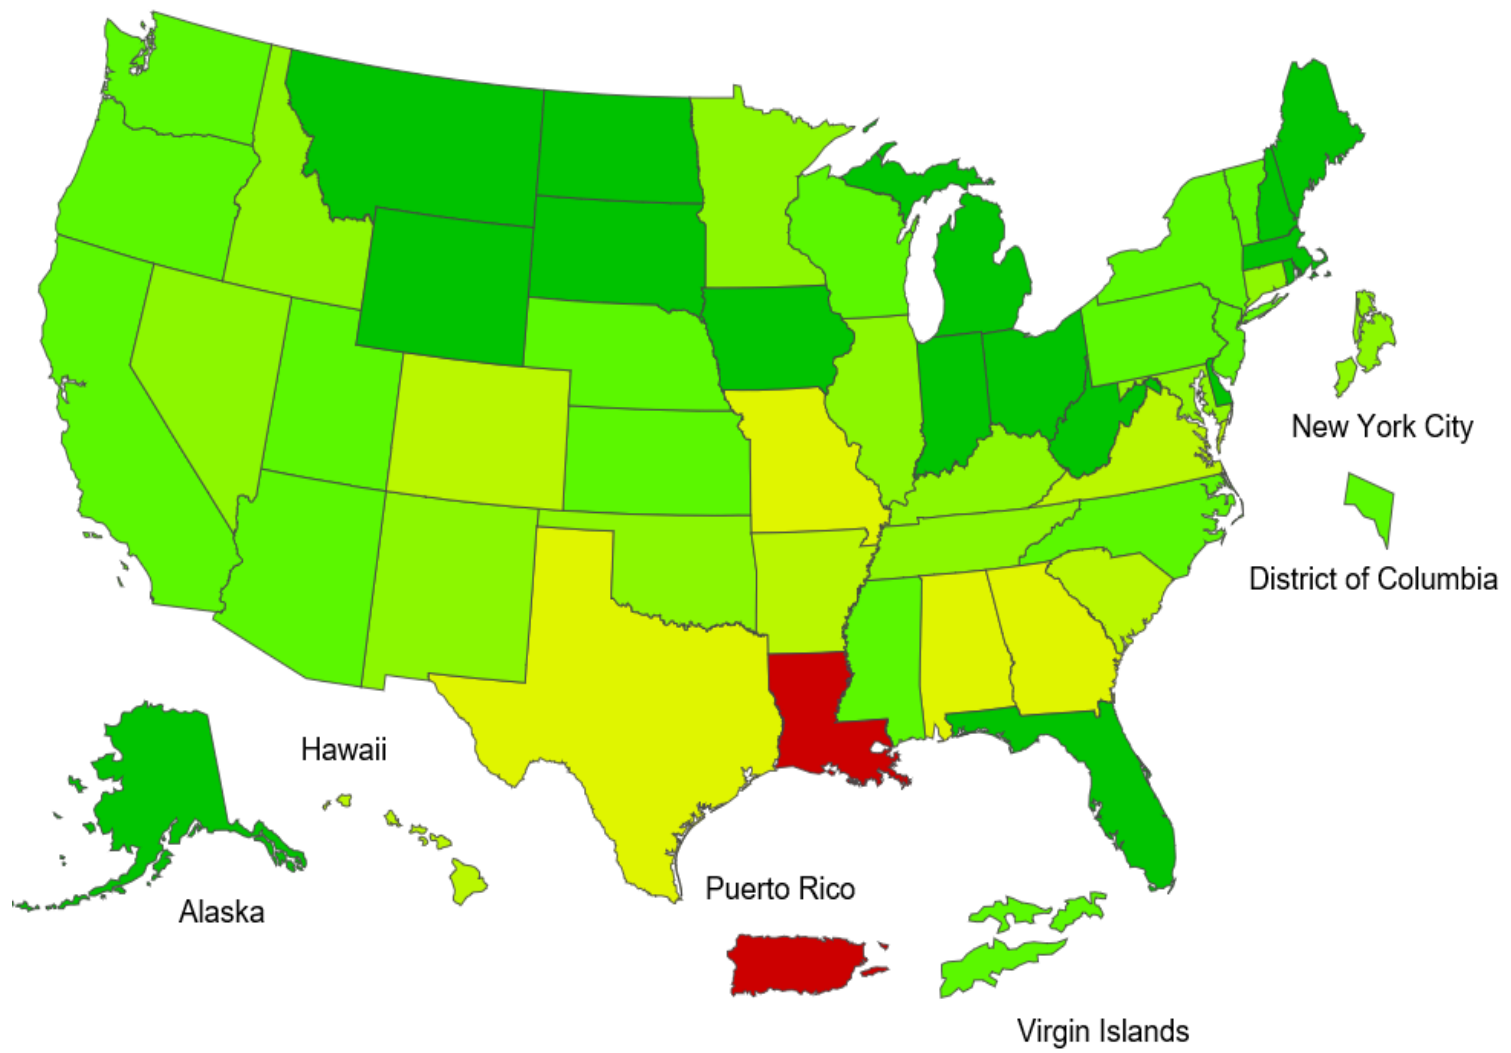 New York City
District of Columbia
Hawaii
Puerto Rico
Alaska
Virgin Islands